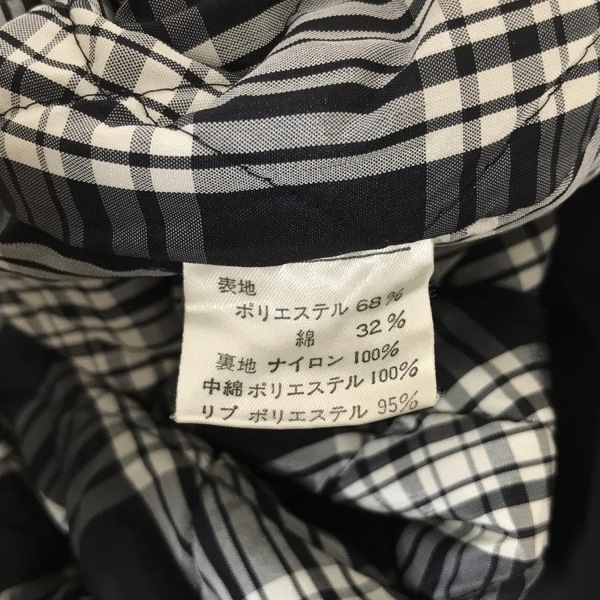 表地
ポリエステル 68%
綿 32%
裏地 ナイロン 100%
中綿 ポリエステル 100%
リブ ポリエステル 95%